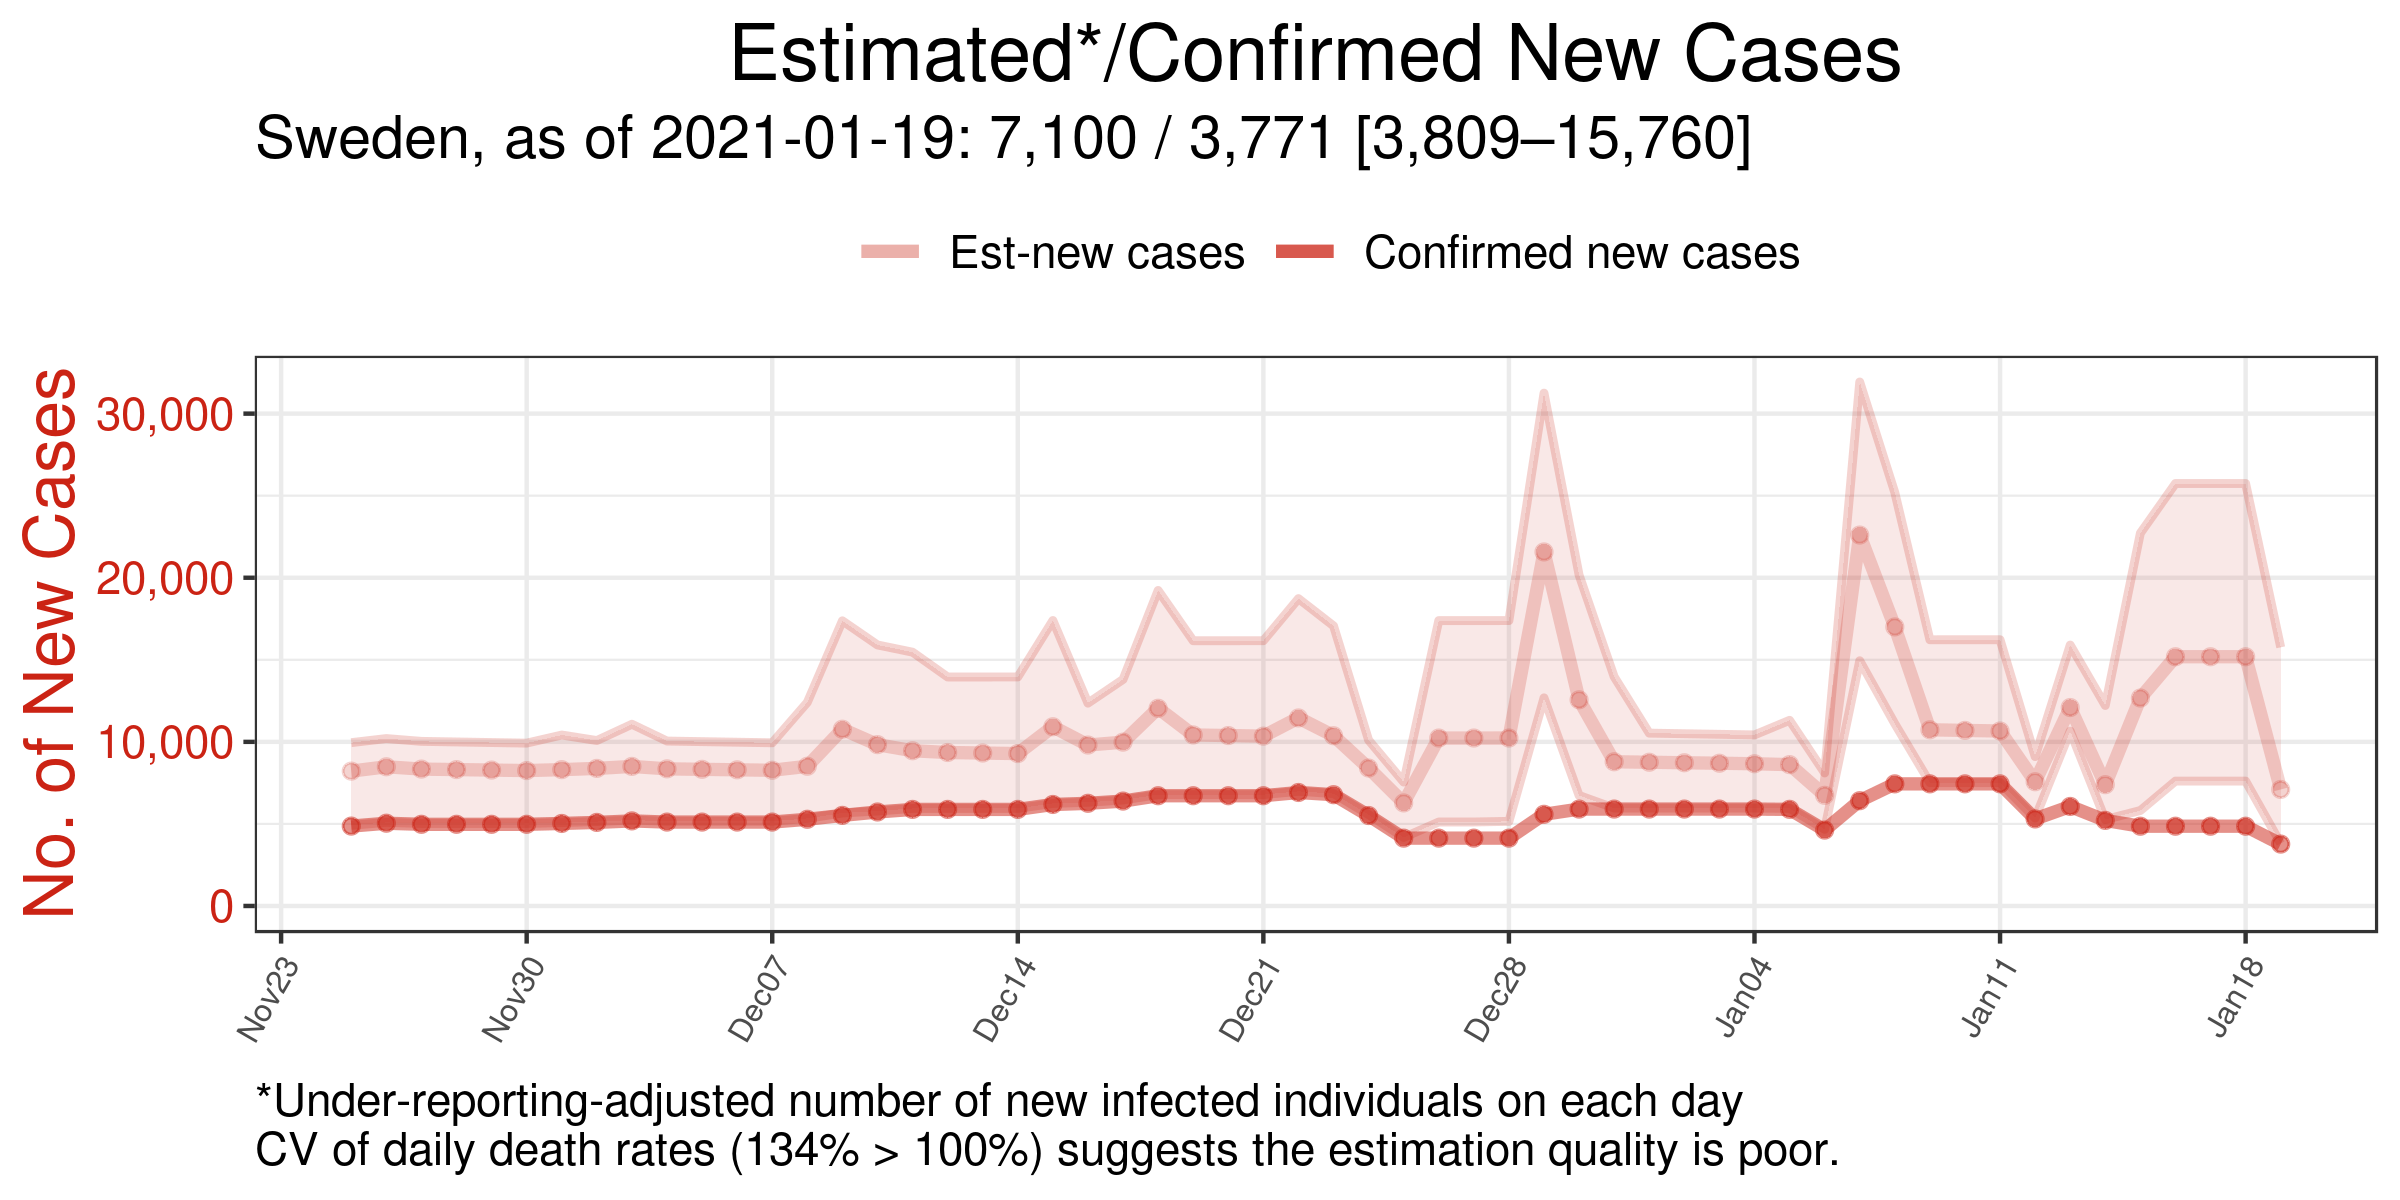 Estimated*/Confirmed New Cases
Sweden, as of 2021-01-19: 7,100 / 3,771 [3,809–15,760]
Est-new cases
Confirmed new cases
No. of New Cases
30,000
20,000
10,000
0
Nov23
Nov30
Dec07
Dec14
Dec21
Dec28
Jan04
Jan11
Jan18
*Under-reporting-adjusted number of new infected individuals on each day
CV of daily death rates (134% > 100%) suggests the estimation quality is poor.